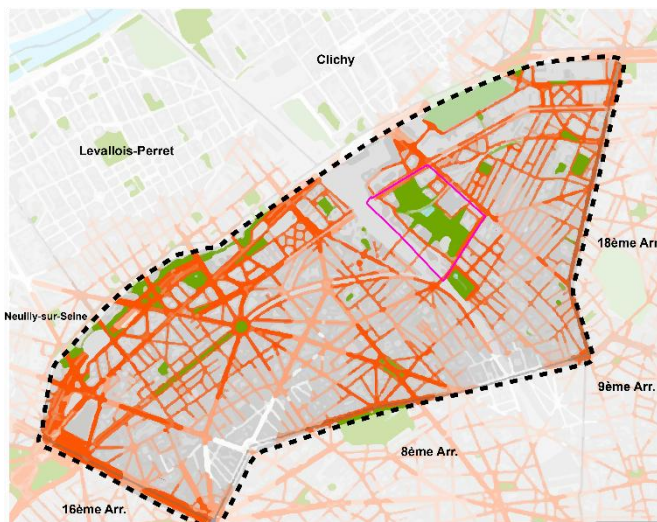 Clichy
Levallois-Perret
18ème Arr.
Neuilly-sur-Seine
9ème Arr.
8ème Arr.
16ème Arr.